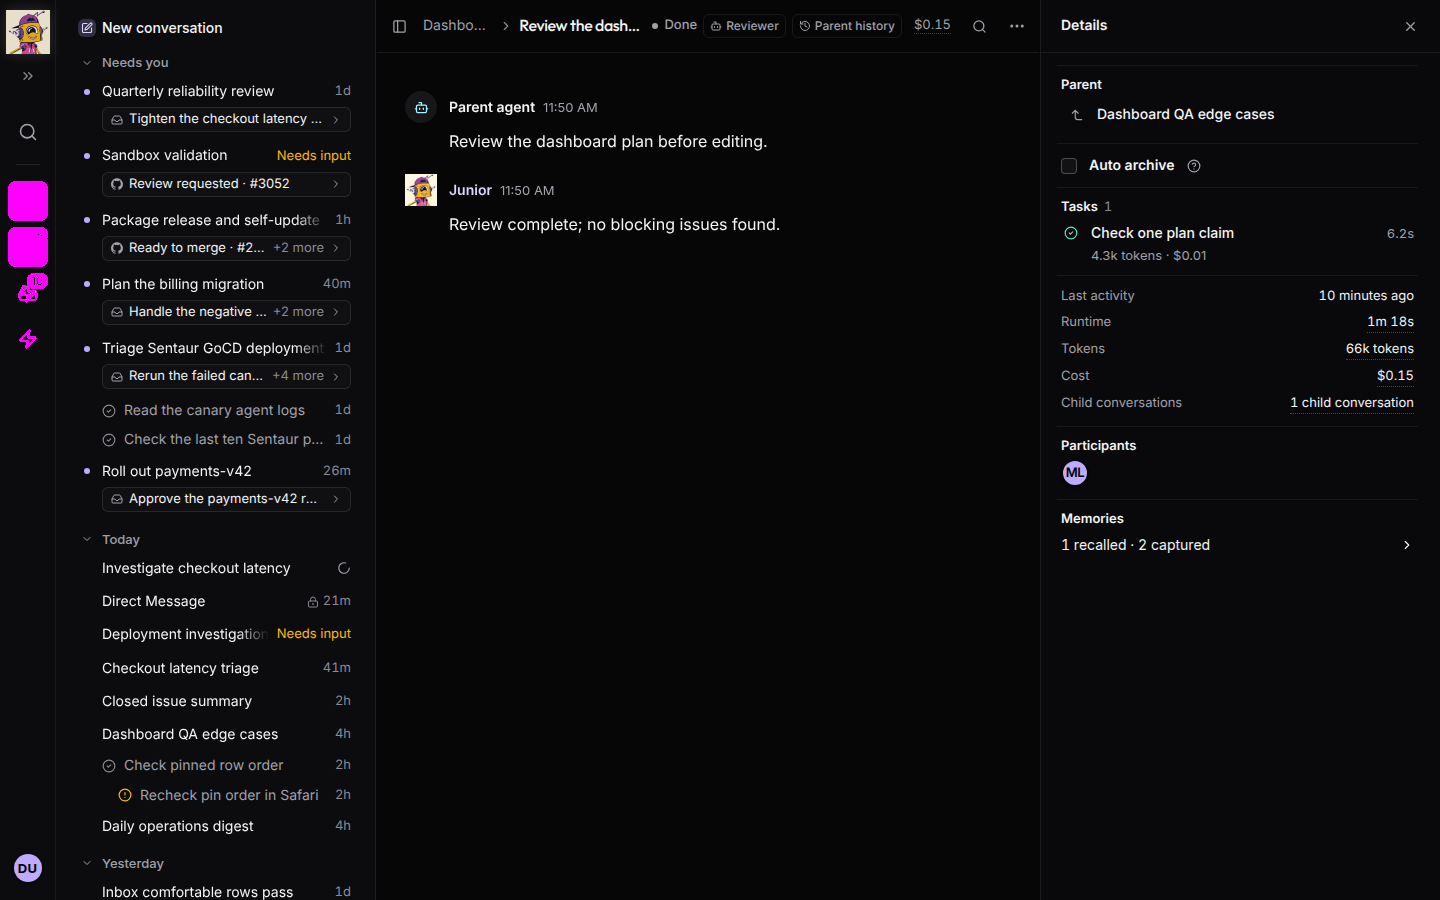 New conversation
Needs you
Quarterly reliability review 1d
Tighten the checkout latency ...
Sandbox validation Needs input
Review requested · #3052
Package release and self-update 1h
Ready to merge · #2... +2 more
Plan the billing migration 40m
Handle the negative ... +2 more
Triage Sentaur GoCD deployment 1d
Rerun the failed can... +4 more
Read the canary agent logs 1d
Check the last ten Sentaur p... 1d
Roll out payments-v42 26m
Approve the payments-v42 r...
Today
Investigate checkout latency
Direct Message 21m
Deployment investigation Needs input
Checkout latency triage 41m
Closed issue summary 2h
Dashboard QA edge cases 4h
Check pinned row order 2h
Recheck pin order in Safari 2h
Daily operations digest 4h
Yesterday
Inbox comfortable rows pass 1d
DU
Dashbo... Review the dash... Done Reviewer Parent history $0.15
Parent agent 11:50 AM
Review the dashboard plan before editing.
Junior 11:50 AM
Review complete; no blocking issues found.
Details
Parent
Dashboard QA edge cases
Auto archive
Tasks 1
Check one plan claim 6.2s
4.3k tokens · $0.01
Last activity 10 minutes ago
Runtime 1m 18s
Tokens 66k tokens
Cost $0.15
Child conversations 1 child conversation
Participants
ML
Memories
1 recalled · 2 captured